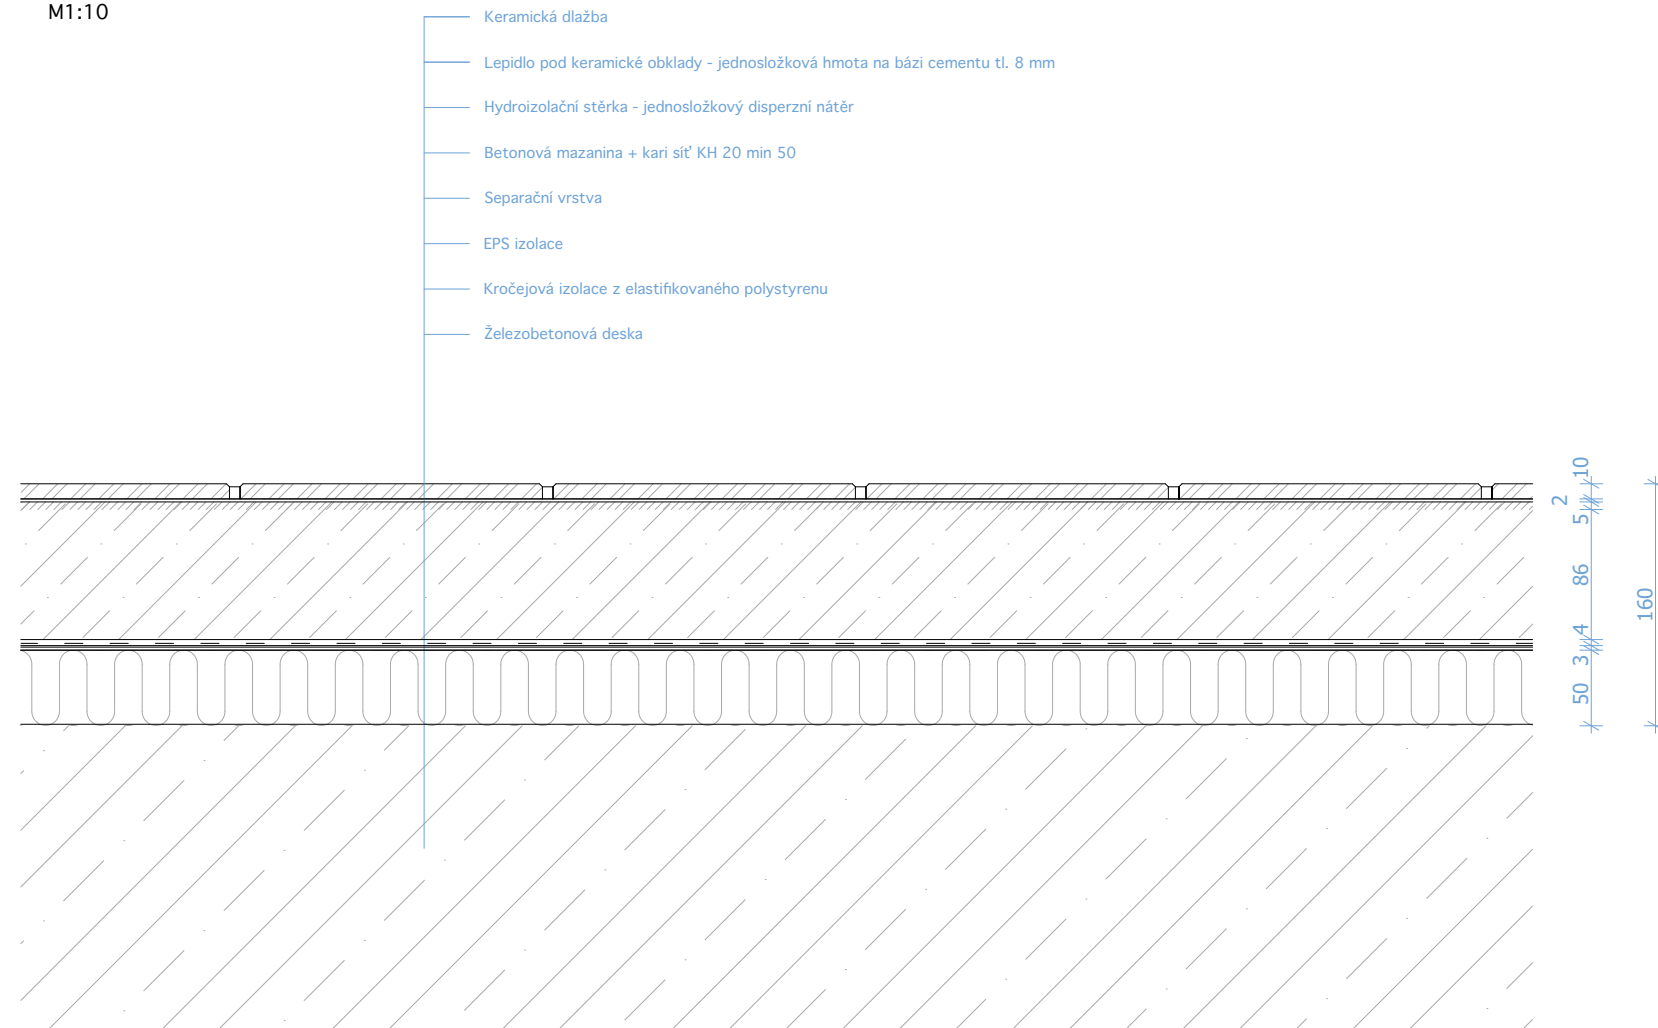 M1:10
Keramická dlažba
Lepidlo pod keramické obklady - jednosložková hmota na bázi cementu tl. 8 mm
Hydroizolační stěrka - jednosložkový disperzní nátěr
Betonová mazanina + kari síť KH 20 min 50
Separační vrstva
EPS izolace
Kročejová izolace z elastifikovaného polystyrenu
Železobetonová deska
10
2
5
86
4
3
50
160